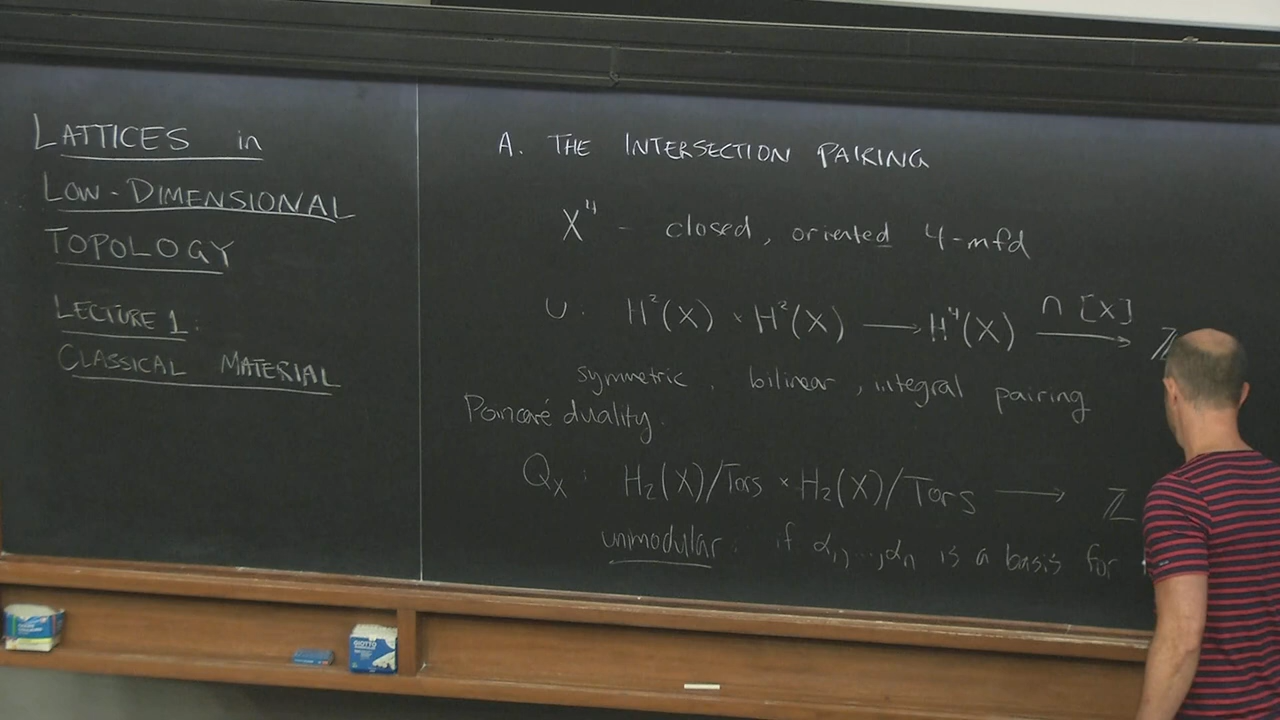 LATTICES in
LOW-DIMENSIONAL
TOPOLOGY
LECTURE 1:
CLASSICAL MATERIAL
A. THE INTERSECTION PAIRING
X⁴ - closed, oriented 4-mfd
∪: H²(X) × H²(X) → H⁴(X) ∩ [X] → ℤ
symmetric, bilinear, integral pairing
Poincaré duality.
Q_X : H₂(X)/Tors × H₂(X)/Tors → ℤ
unimodular: if α₁,...,αₙ is a basis for
GIOTTO